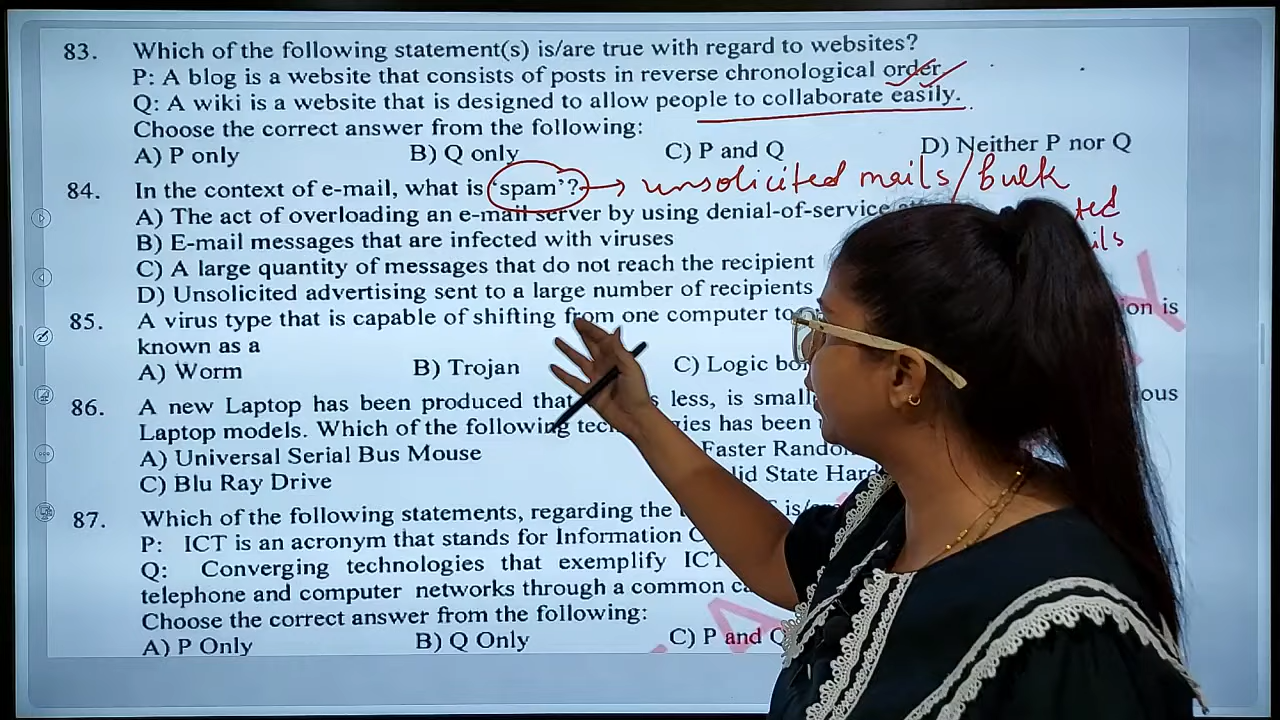 83. Which of the following statement(s) is/are true with regard to websites?
P: A blog is a website that consists of posts in reverse chronological order
Q: A wiki is a website that is designed to allow people to collaborate easily.
Choose the correct answer from the following:
A) P only B) Q only C) P and Q D) Neither P nor Q
84. In the context of e-mail, what is 'spam'? → unsolicited mails/bulk
A) The act of overloading an e-mail server by using denial-of-service
B) E-mail messages that are infected with viruses
C) A large quantity of messages that do not reach the recipient
D) Unsolicited advertising sent to a large number of recipients
85. A virus type that is capable of shifting from one computer to
known as a
A) Worm B) Trojan C) Logic
86. A new Laptop has been produced that less, is
Laptop models. Which of the following has been
A) Universal Serial Bus Mouse Faster
C) Blu Ray Drive State
87. Which of the following statements, regarding the
P: ICT is an acronym that stands for Information
Q: Converging technologies that exemplify
telephone and computer networks through a common
Choose the correct answer from the following:
A) P Only B) Q Only C) P and Q